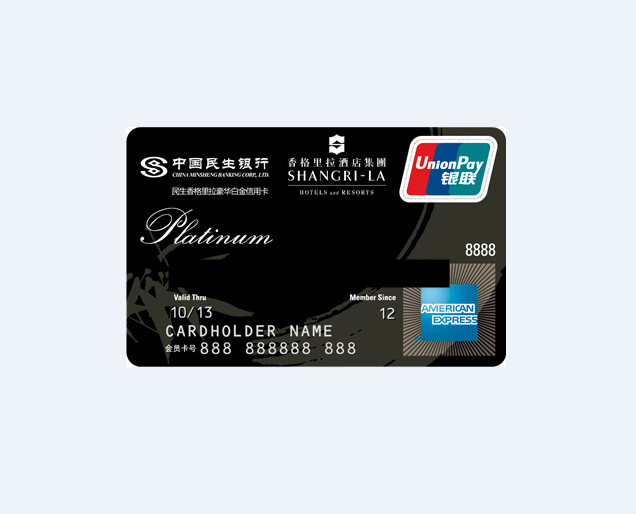 中国民生银行
CHINA MINSHENG BANKING CORP., LTD.
民生香格里拉豪华白金信用卡
香格里拉酒店集團
SHANGRI-LA
HOTELS and RESORTS
UnionPay
银联
Platinum
8888
Valid Thru
Member Since
10/13
12
CARDHOLDER NAME
会员卡号 888 888888 888
AMERICAN
EXPRESS